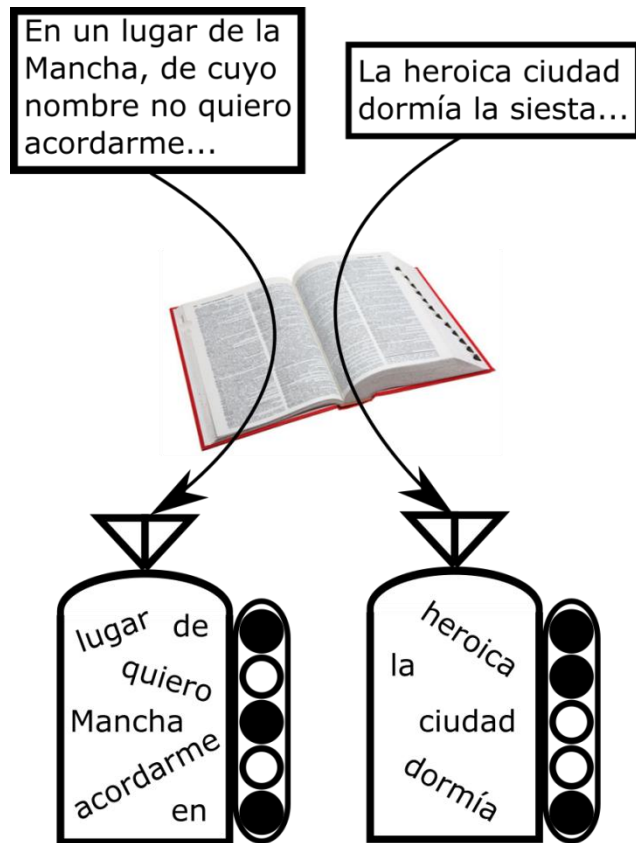 En un lugar de la
Mancha, de cuyo
nombre no quiero
acordarme...
La heroica ciudad
dormía la siesta...
lugar de
quiero
Mancha
acordarme
en
heroica
la
ciudad
dormía